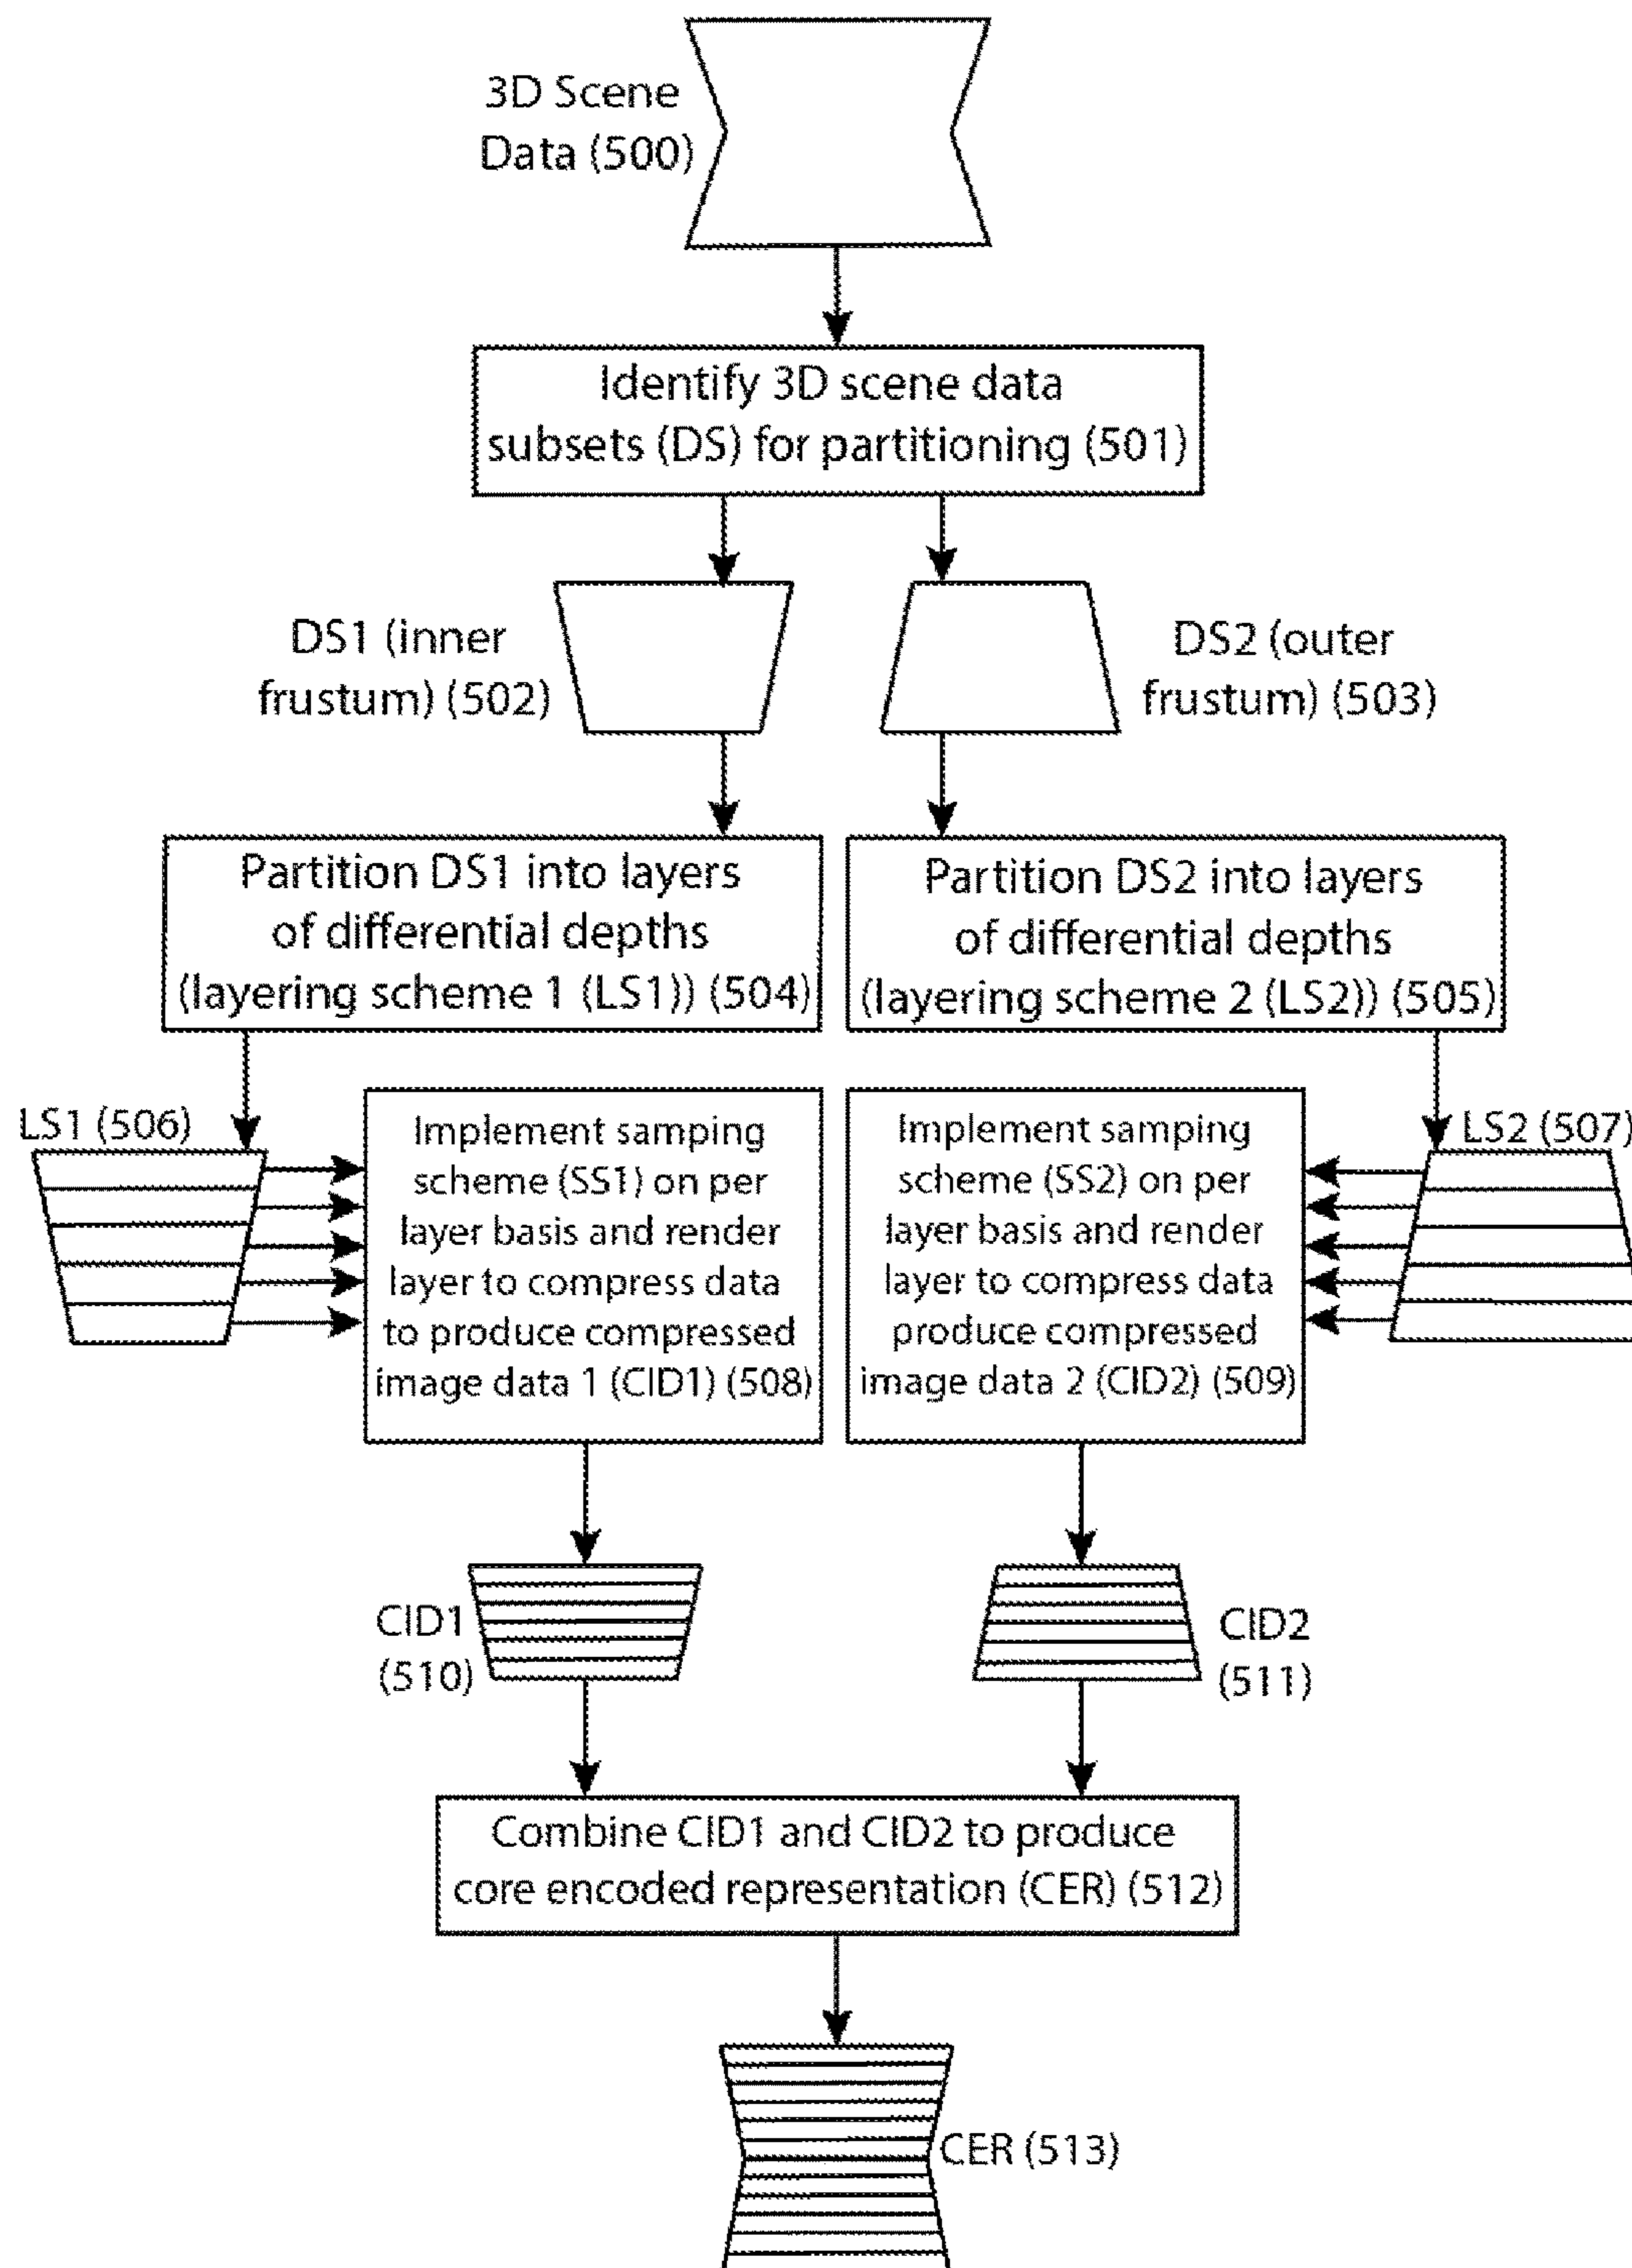 3D Scene
Data (500)
Identify 3D scene data
subsets (DS) for partitioning (501)
DS1 (inner
frustum) (502)
DS2 (outer
frustum) (503)
Partition DS1 into layers
of differential depths
(layering scheme 1 (LS1)) (504)
Partition DS2 into layers
of differential depths
(layering scheme 2 (LS2)) (505)
LS1 (506)
Implement samping
scheme (SS1) on per
layer basis and render
layer to compress data
to produce compressed
image data 1 (CID1) (508)
Implement samping
scheme (SS2) on per
layer basis and render
layer to compress data
produce compressed
image data 2 (CID2) (509)
LS2 (507)
CID1
(510)
CID2
(511)
Combine CID1 and CID2 to produce
core encoded representation (CER) (512)
CER (513)